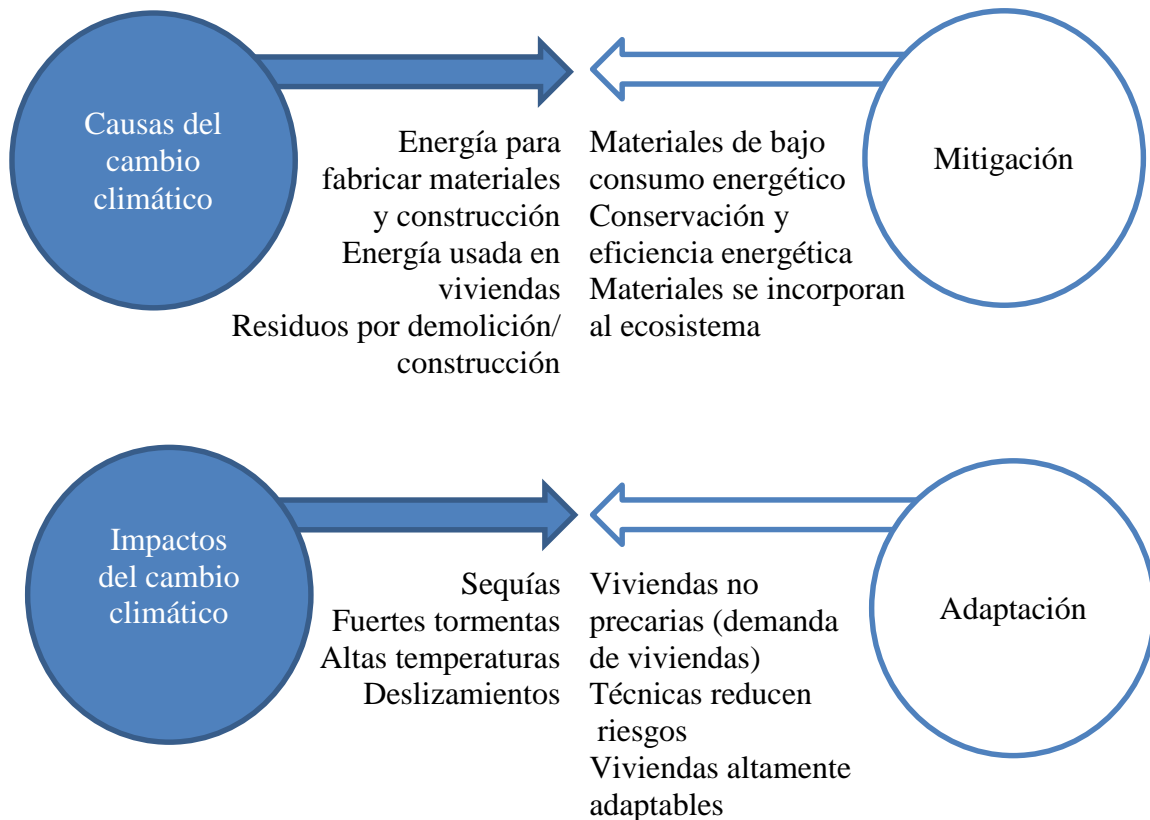 Causas del
cambio
climático
Energía para
fabricar materiales
y construcción
Energía usada en
viviendas
Residuos por demolición/
construcción
Materiales de bajo
consumo energético
Conservación y
eficiencia energética
Materiales se incorporan
al ecosistema
Mitigación
Impactos
del cambio
climático
Sequías
Fuertes tormentas
Altas temperaturas
Deslizamientos
Viviendas no
precarias (demanda
de viviendas)
Técnicas reducen
riesgos
Viviendas altamente
adaptables
Adaptación